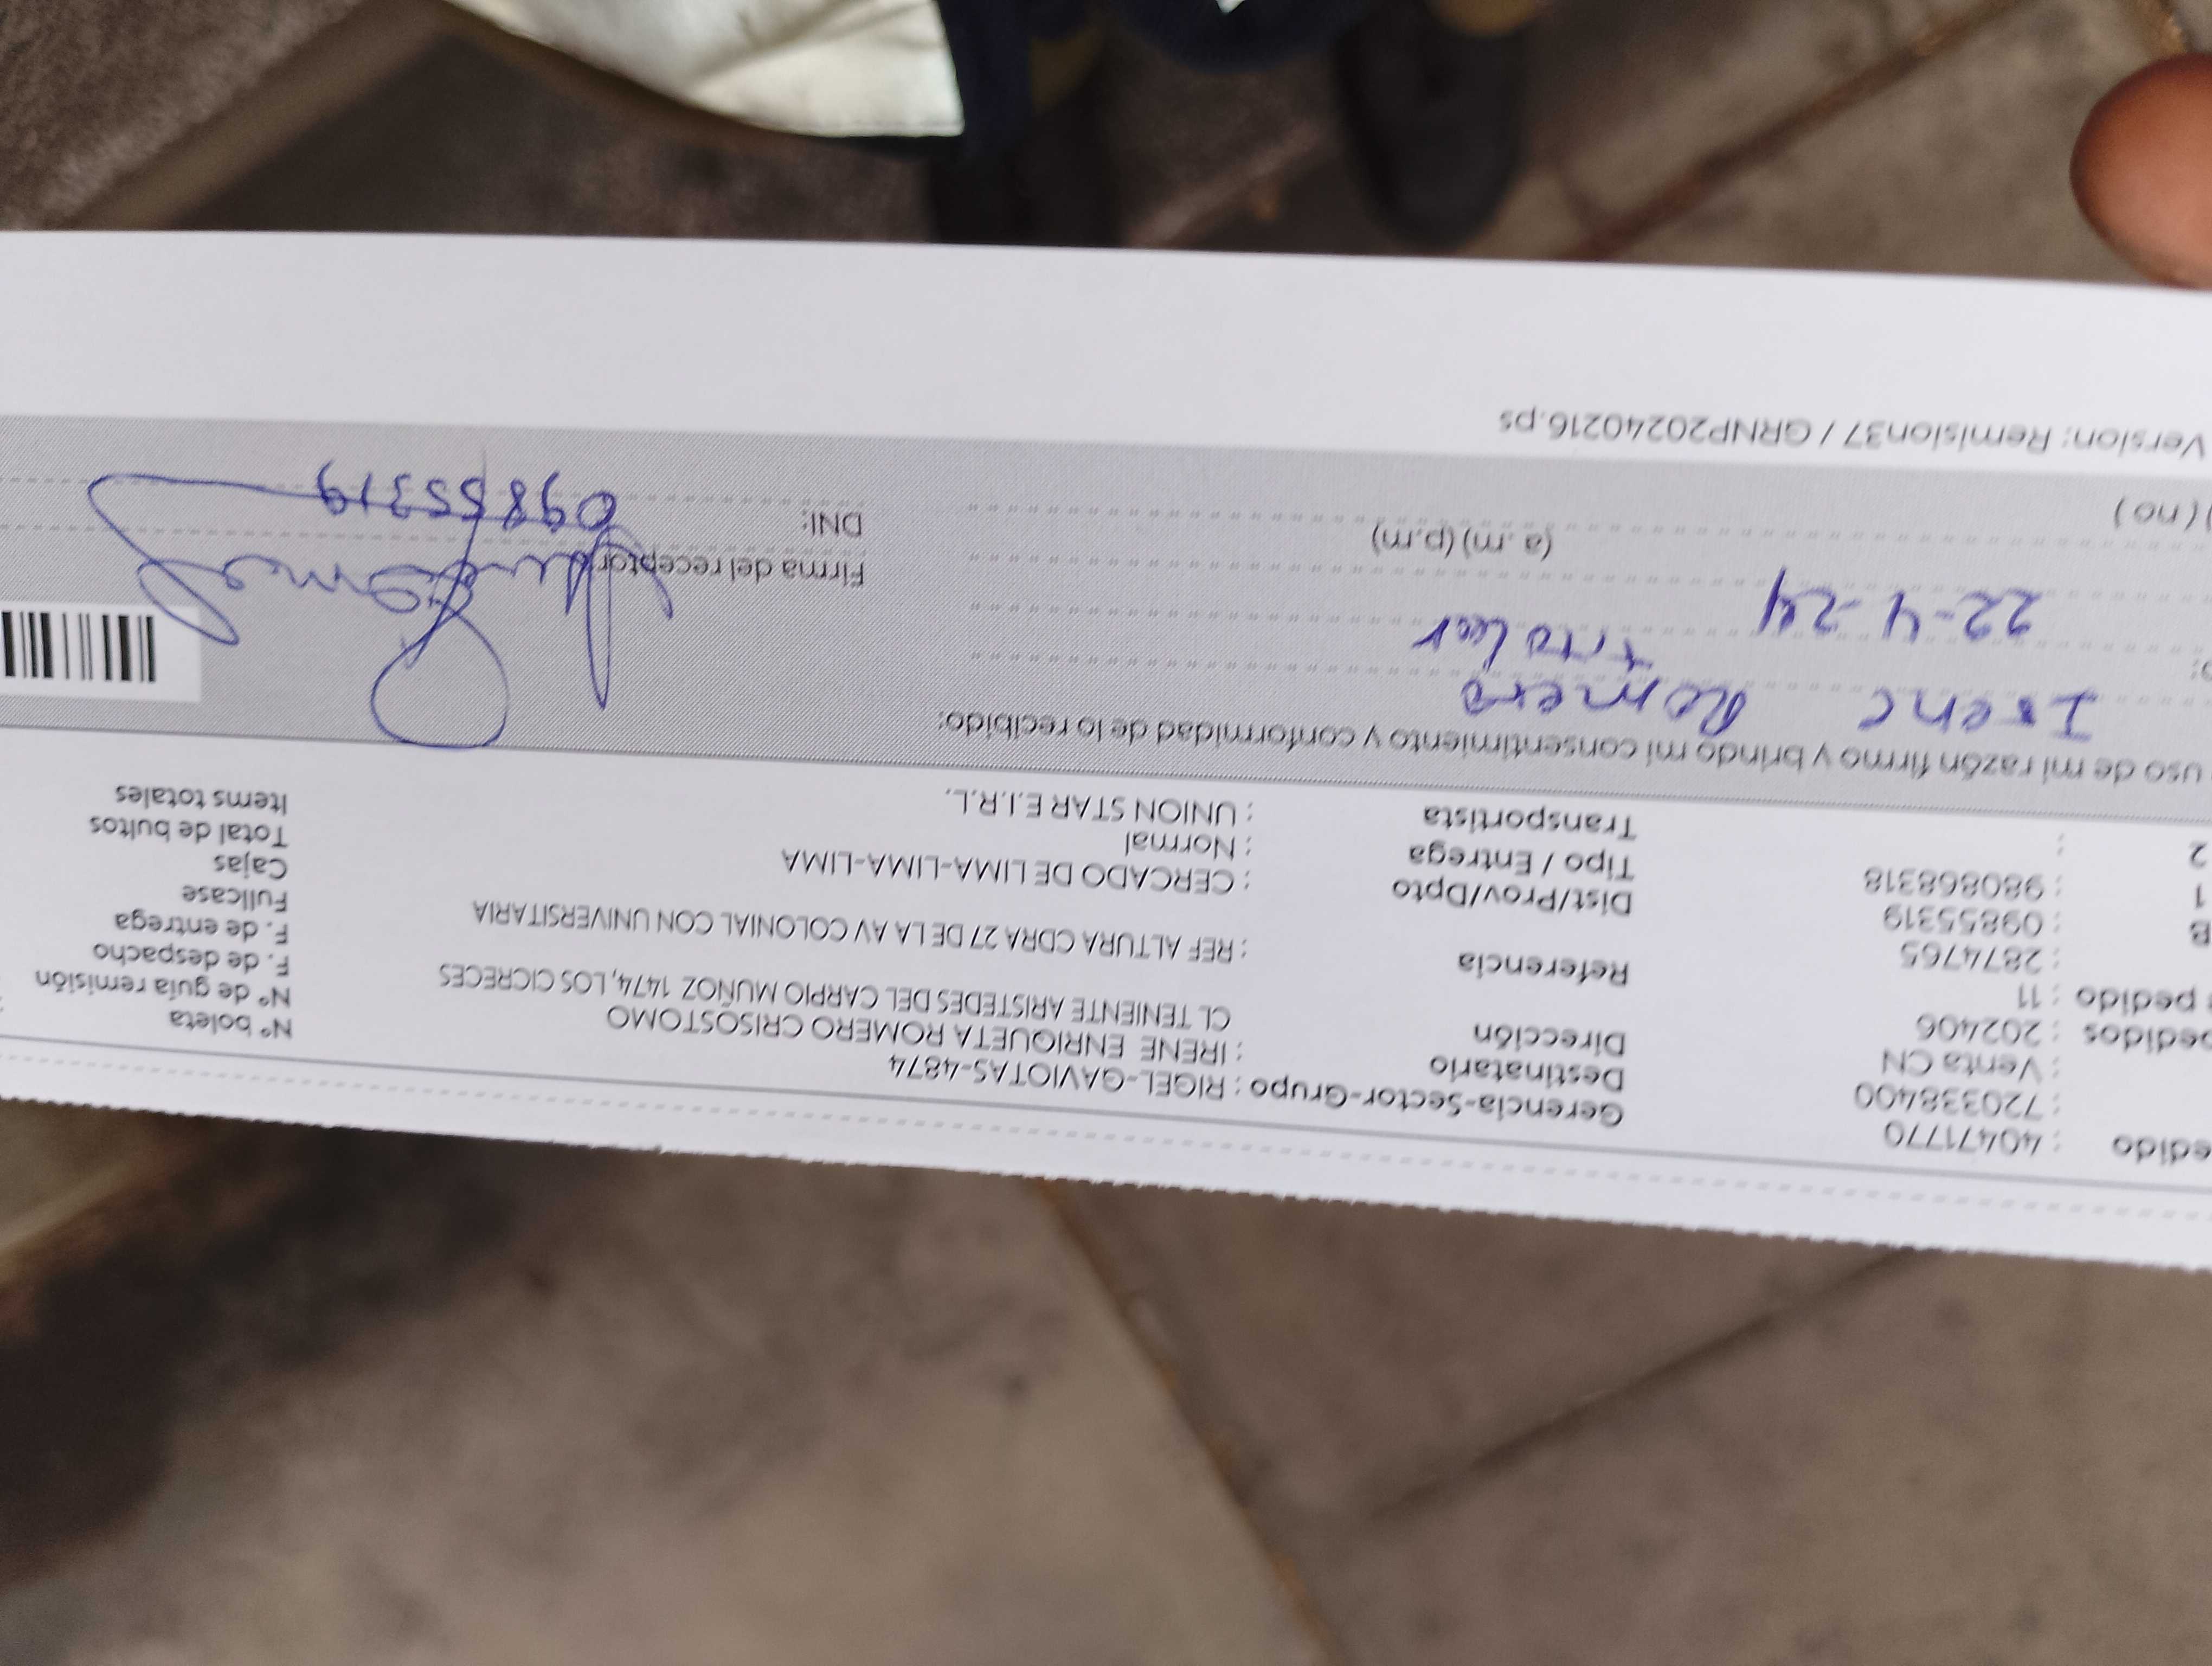 edido : 40471770 Gerencia-Sector-Grupo : RIGEL-GAVIOTAS-4874 Nº boleta
: 720338400 Destinatario : IRENE ENRIQUETA ROMERO CRISOSTOMO Nº de guía remisión
: Venta CN Dirección CL TENIENTE ARISTEDES DEL CARPIO MUÑOZ 1474, LOS CICRECES F. de despacho
pedidos : 202406 Referencia : REF ALTURA CDRA 27 DE LA AV COLONIAL CON UNIVERSITARIA F. de entrega
pedido : 11 Dist/Prov/Dpto : CERCADO DE LIMA-LIMA-LIMA Fullcase
: 2874765 Tipo / Entrega : Normal Cajas
B : 09855319 Transportista : UNION STAR E.I.R.L. Total de bultos
1 : 980868318 Items totales
2 :
uso de mi razón firmo y brindo mi consentimiento y conformidad de lo recibido:
Irene Romero
22-4-24
(a.m) (p.m) Firma del receptor
(no) DNI: 09855319
Version: Remision37 / GRNP20240216.ps